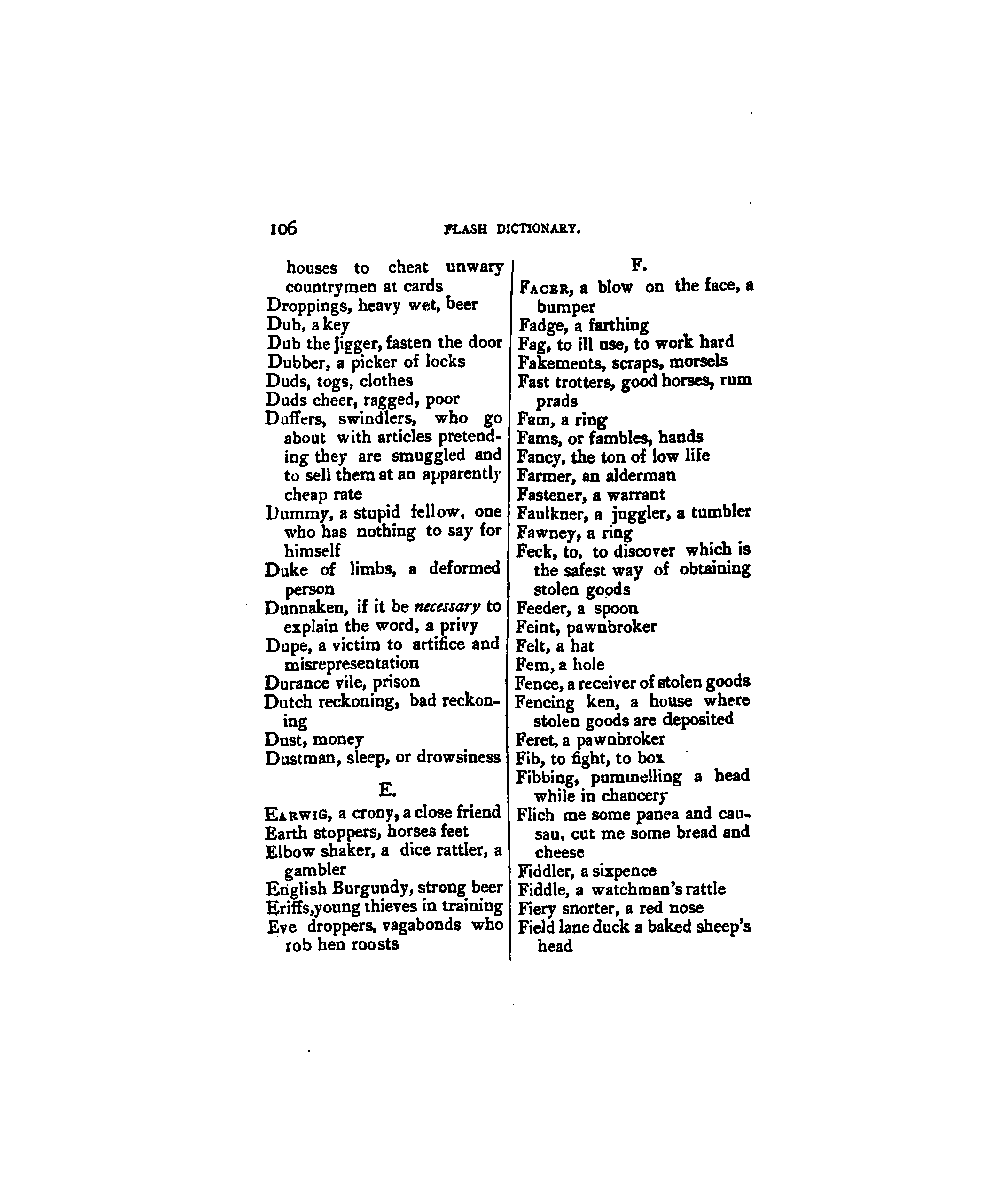 106
FLASH DICTIONARY.
houses to cheat unwary
countrymen at cards
Droppings, heavy wet, beer
Dub, a key
Dub the jigger, fasten the door
Dubber, a picker of locks
Duds, togs, clothes
Duds cheer, ragged, poor
Duffers, swindlers, who go
about with articles pretend-
ing they are smuggled and
to sell them at an apparently
cheap rate
Dummy, a stupid fellow, one
who has nothing to say for
himself
Duke of limbs, a deformed
person
Dunnaken, if it be necessary to
explain the word, a privy
Dupe, a victim to artifice and
misrepresentation
Durance vile, prison
Dutch reckoning, bad reckon-
ing
Dust, money
Dustman, sleep, or drowsiness
E.
EARWIG, a crony, a close friend
Earth stoppers, horses feet
Elbow shaker, a dice rattler, a
gambler
English Burgundy, strong beer
Eriffs, young thieves in training
Eve droppers, vagabonds who
rob hen roosts
F.
FACER, a blow on the face, a
bumper
Fadge, a farthing
Fag, to ill use, to work hard
Fakements, scraps, morsels
Fast trotters, good horses, rum
prads
Fam, a ring
Fams, or fambles, hands
Fancy, the ton of low life
Farmer, an alderman
Fastener, a warrant
Faulkner, a juggler, a tumbler
Fawney, a ring
Feck, to, to discover which is
the safest way of obtaining
stolen goods
Feeder, a spoon
Feint, pawnbroker
Felt, a hat
Fem, a hole
Fence, a receiver of stolen goods
Fencing ken, a house where
stolen goods are deposited
Feret, a pawnbroker
Fib, to fight, to box
Fibbing, pummelling a head
while in chancery
Flich me some panea and cau-
sau, cut me some bread and
cheese
Fiddler, a sixpence
Fiddle, a watchman's rattle
Fiery snorter, a red nose
Field lane duck a baked sheep's
head